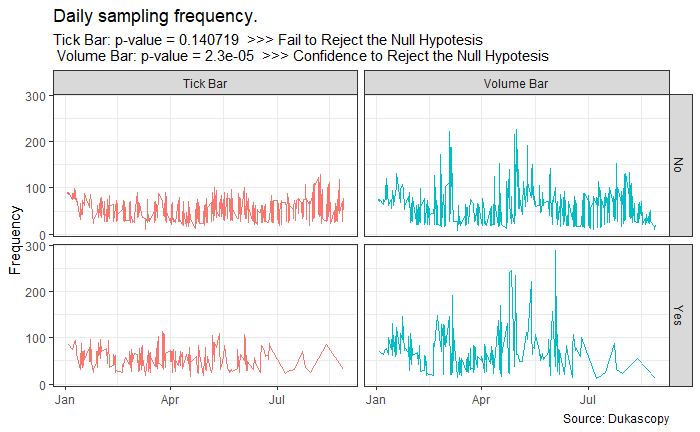 Daily sampling frequency.
Tick Bar: p-value = 0.140719 >>> Fail to Reject the Null Hypotesis
Volume Bar: p-value = 2.3e-05 >>> Confidence to Reject the Null Hypotesis
Tick Bar
Volume Bar
300
200
100
0
No
Frequency
300
200
100
0
Yes
Jan
Apr
Jul
Jan
Apr
Jul
Source: Dukascopy